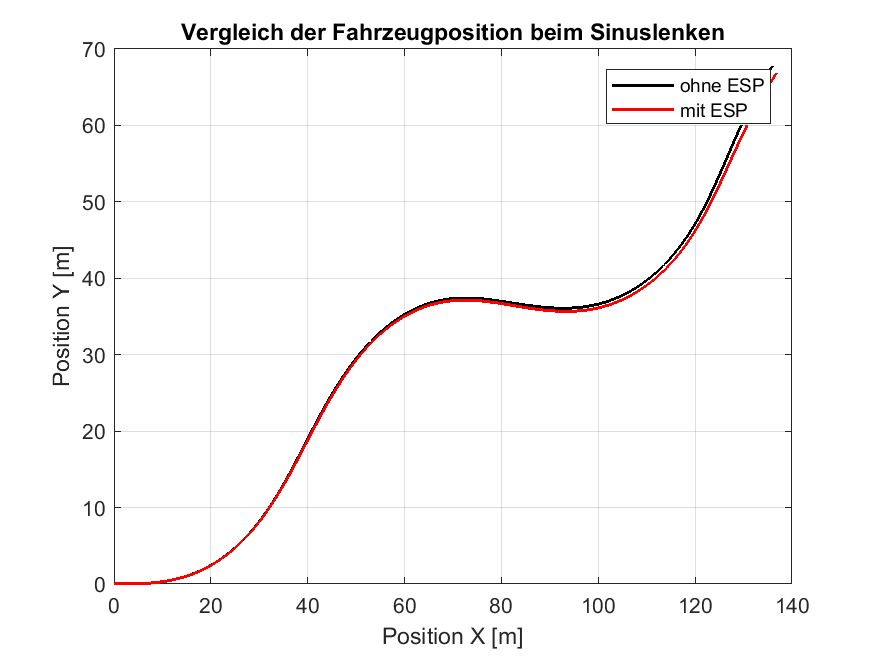 Vergleich der Fahrzeugposition beim Sinuslenken
70
60
50
40
30
20
10
0
Position Y [m]
ohne ESP
mit ESP
0 20 40 60 80 100 120 140
Position X [m]